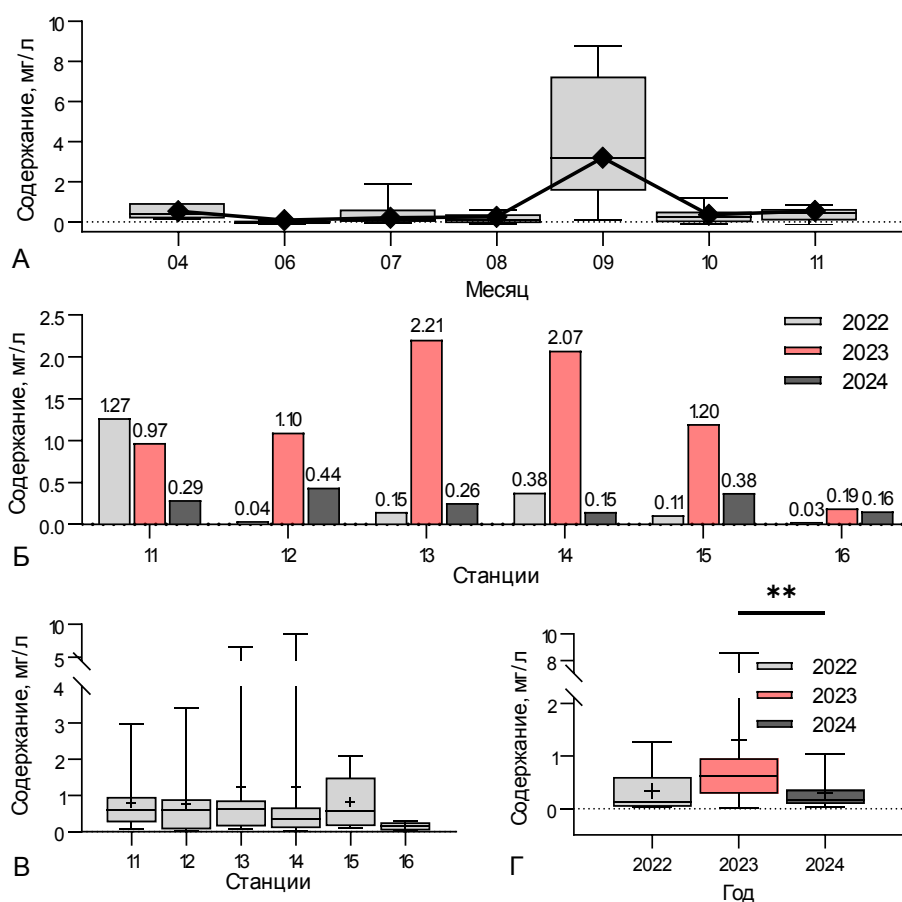 10
8
6
4
2
0
Содержание, мг/л
04 06 07 08 09 10 11
А
Месяц
2.5
2.0
1.5
1.0
0.5
0.0
Содержание, мг/л
1.27 0.97 0.29
0.04 1.10 0.44
0.15 2.21 0.26
0.38 2.07 0.15
0.11 1.20 0.38
0.03 0.19 0.16
2022
2023
2024
11 12 13 14 15 16
Б
Станции
10
5
4
3
2
1
0
Содержание, мг/л
11 12 13 14 15 16
В
Станции
10
8
2
1
0
Содержание, мг/л
**
2022
2023
2024
2022 2023 2024
Г
Год